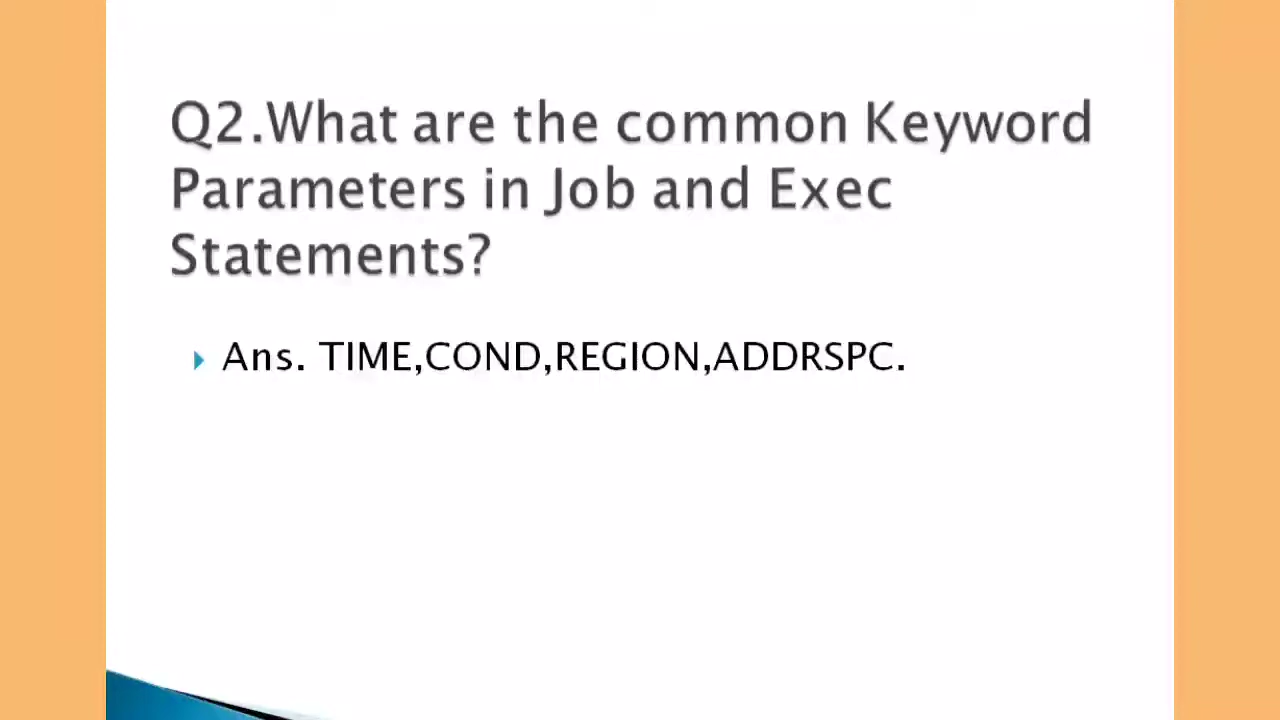 Q2.What are the common Keyword
Parameters in Job and Exec
Statements?
Ans. TIME,COND,REGION,ADDRSPC.